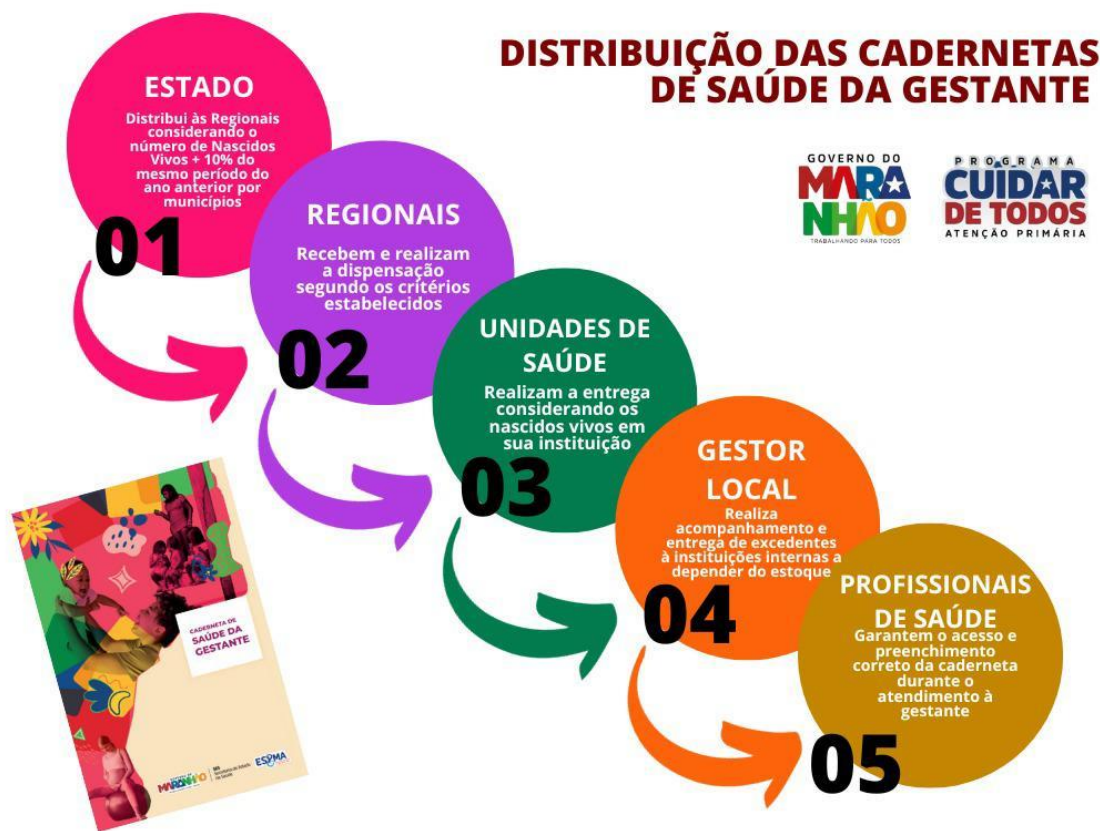 DISTRIBUIÇÃO DAS CADERNETAS
DE SAÚDE DA GESTANTE
GOVERNO DO
MARA
NHÃO
TRABALHANDO PARA TODOS
PROGRAMA
CUIDAR
DE TODOS
ATENÇÃO PRIMÁRIA
ESTADO
Distribui às Regionais
considerando o
número de Nascidos
Vivos + 10% do
mesmo período do
ano anterior por
municípios
01
REGIONAIS
Recebem e realizam
a dispensação
segundo os critérios
estabelecidos
02
UNIDADES DE
SAÚDE
Realizam a entrega
considerando os
nascidos vivos em
sua instituição
03
GESTOR
LOCAL
Realiza
acompanhamento e
entrega de excedentes
à instituições internas a
depender do estoque
04
PROFISSIONAIS
DE SAÚDE
Garantem o acesso e
preenchimento
correto da caderneta
durante o
atendimento à
gestante
05
CADERNETA DE
SAÚDE DA
GESTANTE
MARANHÃO
ESPMA